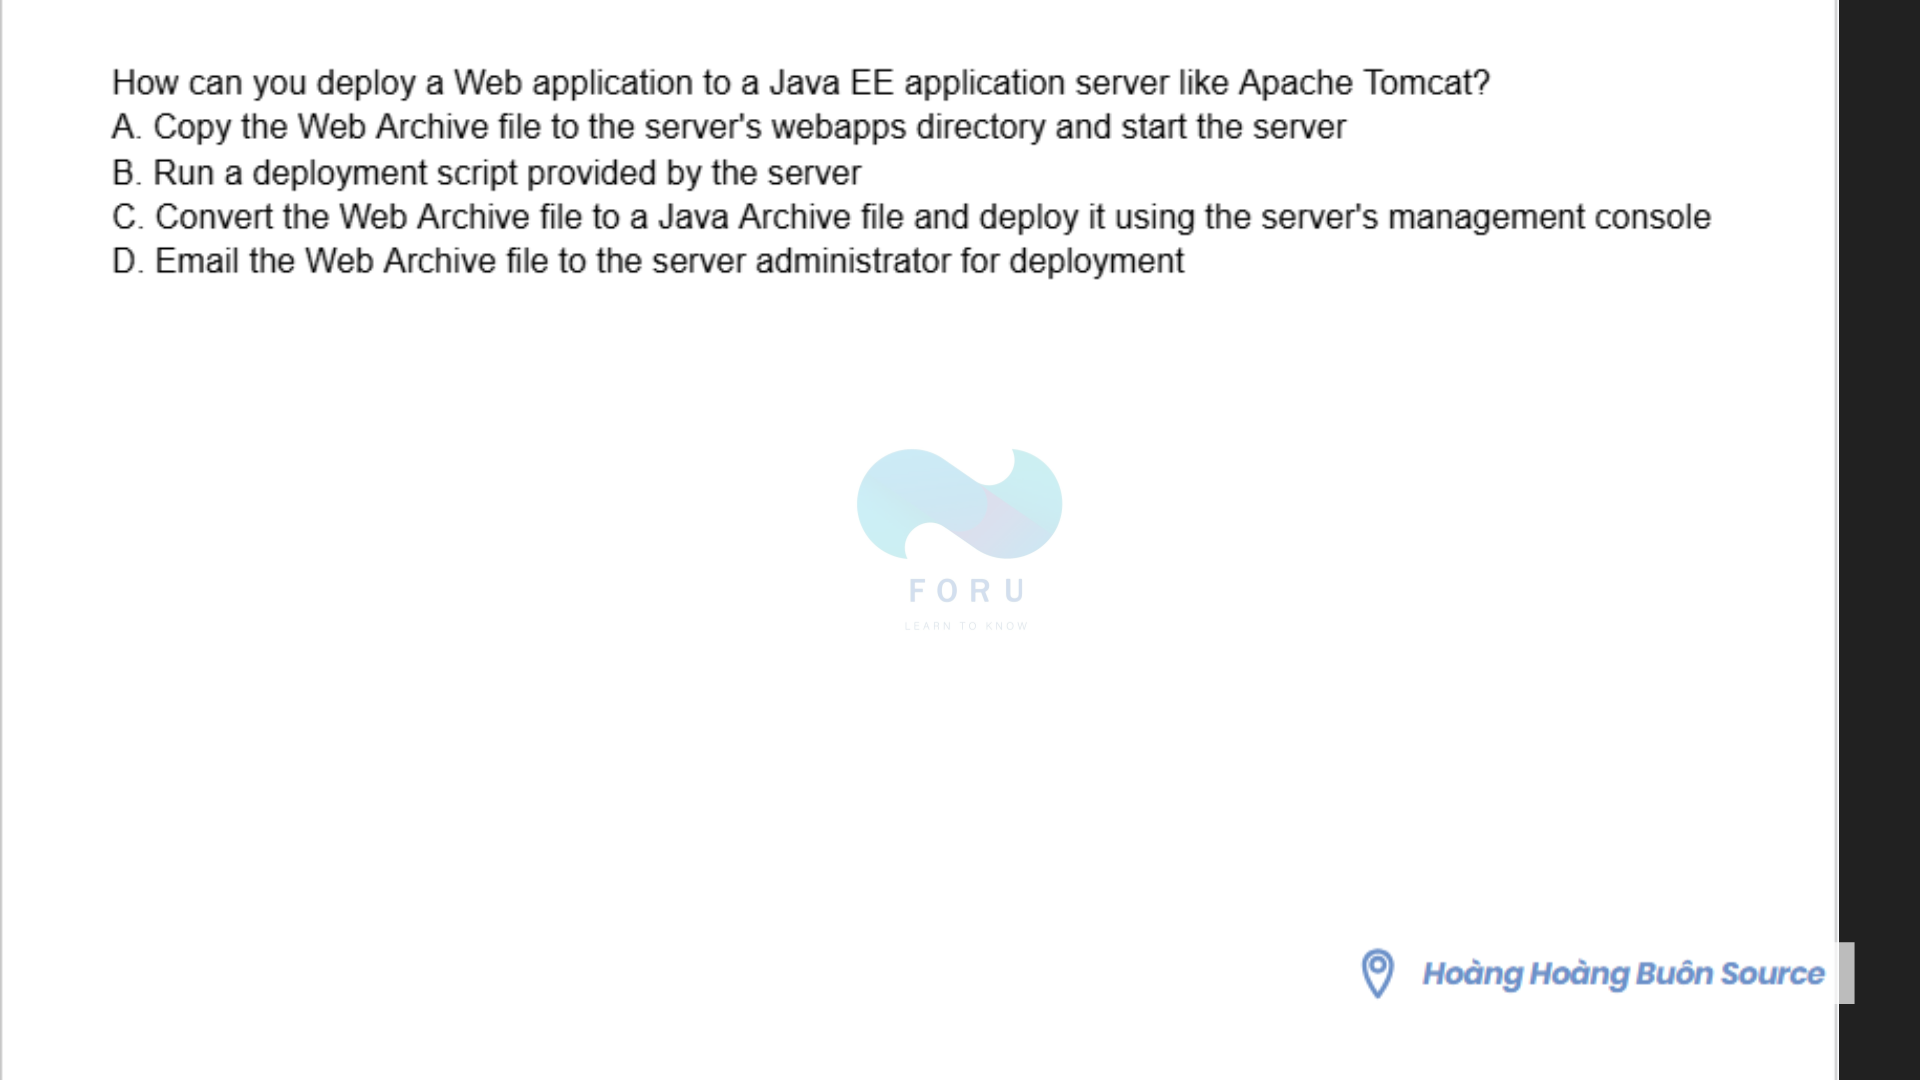 How can you deploy a Web application to a Java EE application server like Apache Tomcat?
A. Copy the Web Archive file to the server's webapps directory and start the server
B. Run a deployment script provided by the server
C. Convert the Web Archive file to a Java Archive file and deploy it using the server's management console
D. Email the Web Archive file to the server administrator for deployment
FORU
LEARN TO KNOW
Hoàng Hoàng Buôn Source